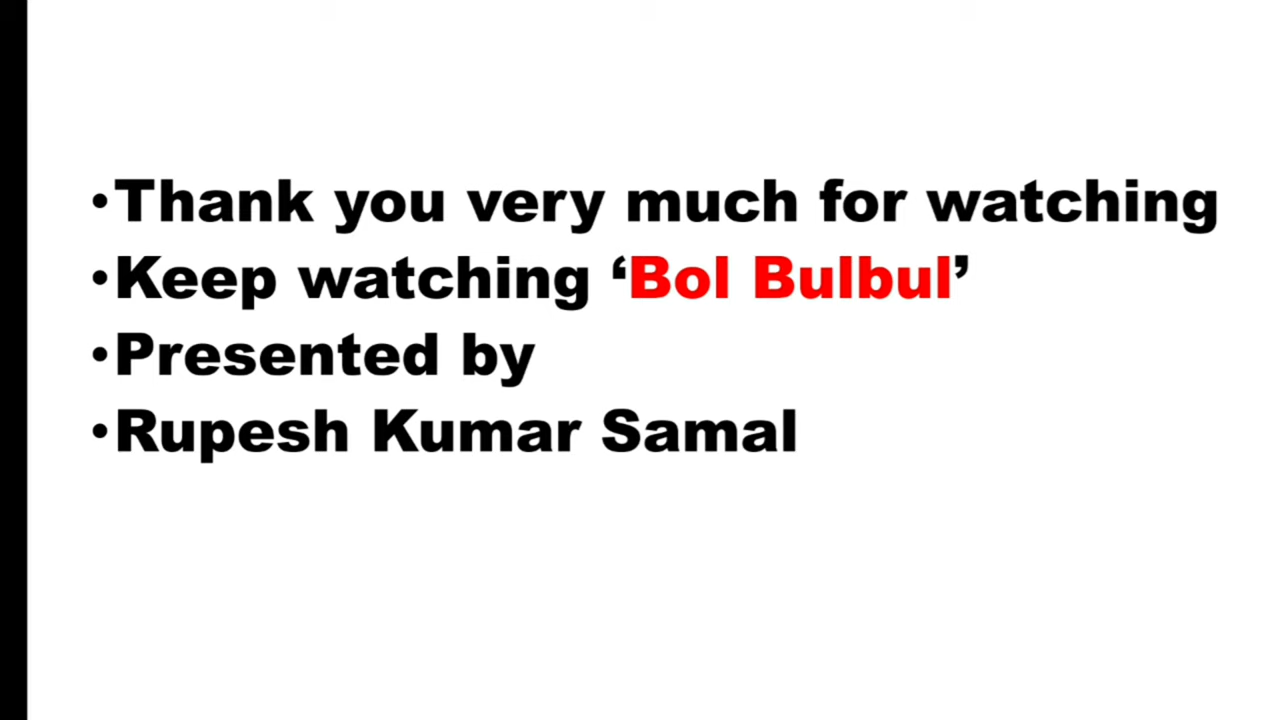 •Thank you very much for watching
•Keep watching ‘Bol Bulbul’
•Presented by
•Rupesh Kumar Samal